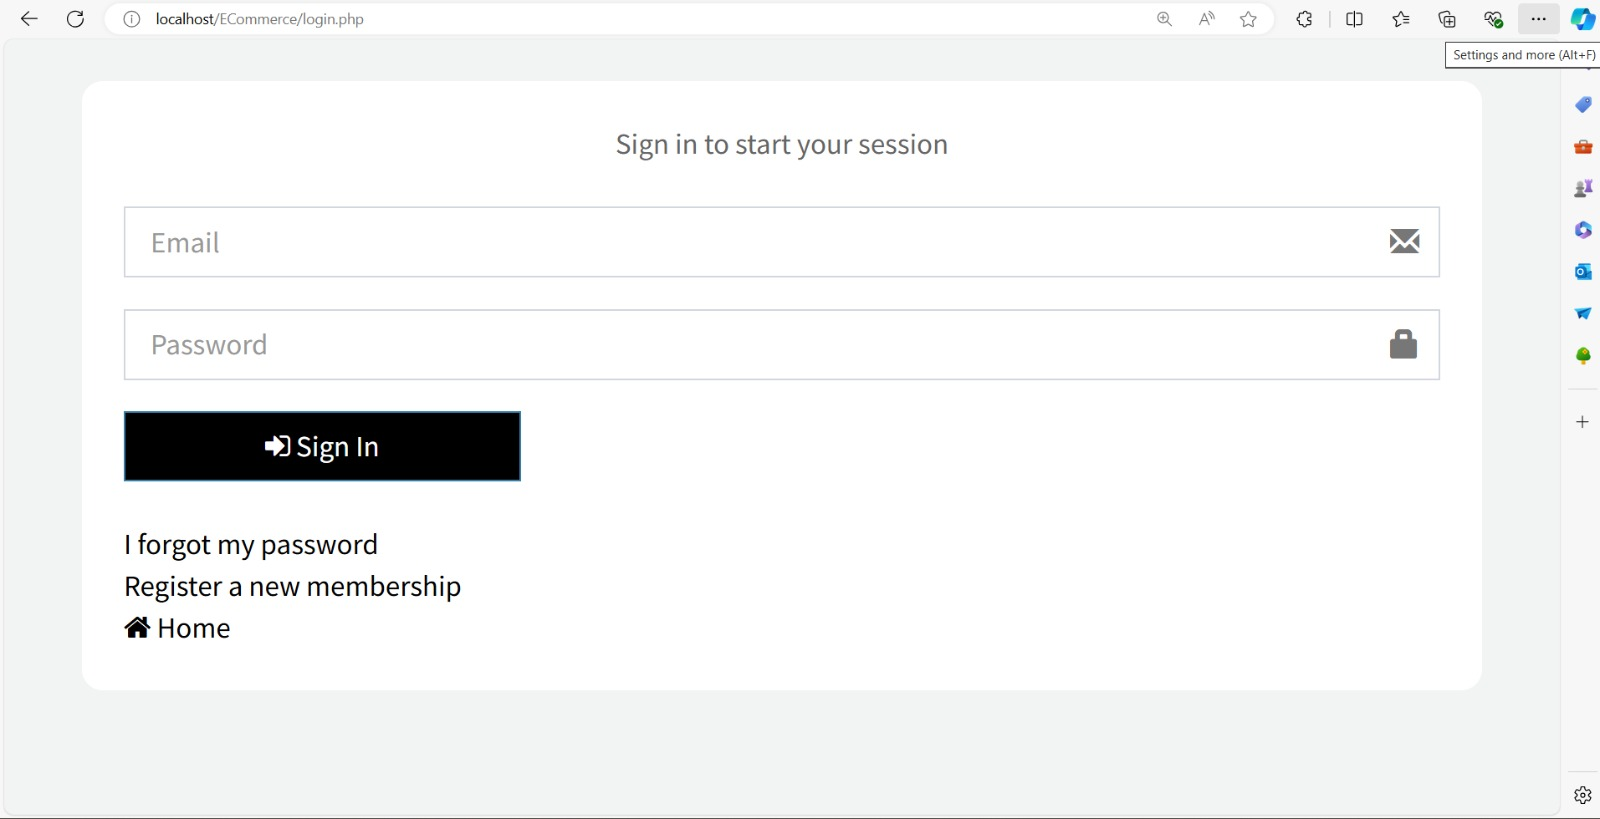 localhost/ECommerce/login.php
Settings and more (Alt+F)
Sign in to start your session
Email
Password
Sign In
I forgot my password
Register a new membership
Home